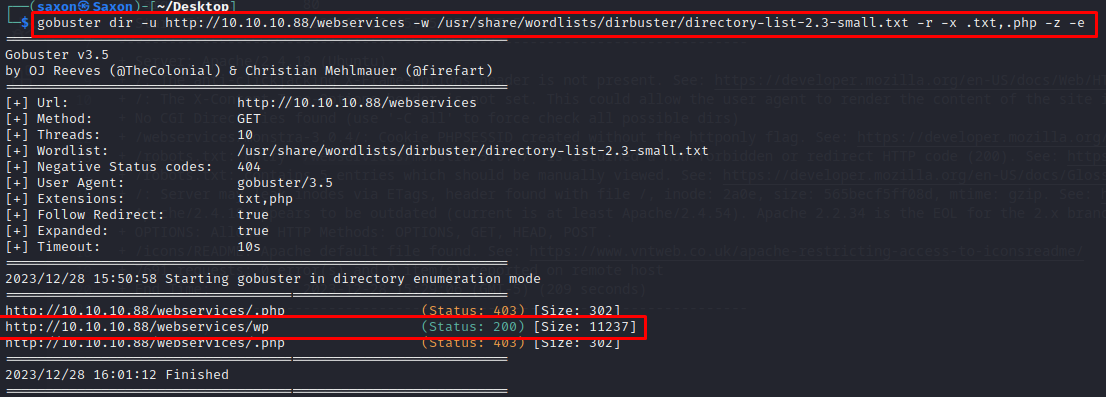 ┌──(saxon㉿Saxon)-[~/Desktop]
└─$ gobuster dir -u http://10.10.10.88/webservices -w /usr/share/wordlists/dirbuster/directory-list-2.3-small.txt -r -x .txt,.php -z -e
===============================================================
Gobuster v3.5
by OJ Reeves (@TheColonial) & Christian Mehlmauer (@firefart)
===============================================================
[+] Url: http://10.10.10.88/webservices
[+] Method: GET
[+] Threads: 10
[+] Wordlist: /usr/share/wordlists/dirbuster/directory-list-2.3-small.txt
[+] Negative Status codes: 404
[+] User Agent: gobuster/3.5
[+] Extensions: txt,php
[+] Follow Redirect: true
[+] Expanded: true
[+] Timeout: 10s
===============================================================
2023/12/28 15:50:58 Starting gobuster in directory enumeration mode
===============================================================
http://10.10.10.88/webservices/.php (Status: 403) [Size: 302]
http://10.10.10.88/webservices/wp (Status: 200) [Size: 11237]
http://10.10.10.88/webservices/.php (Status: 403) [Size: 302]
===============================================================
2023/12/28 16:01:12 Finished
===============================================================